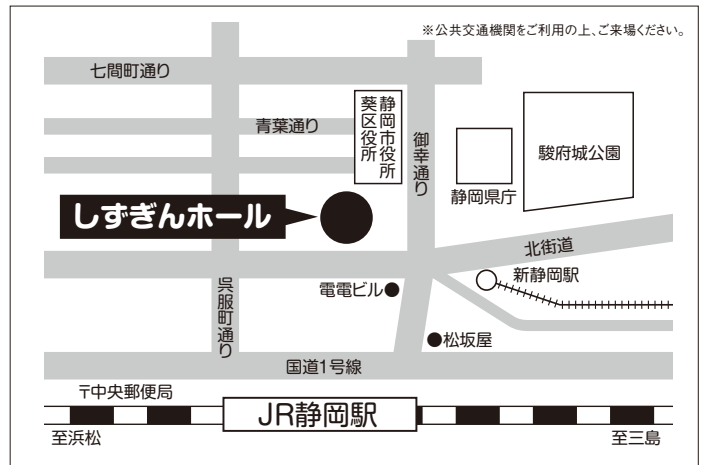 ※公共交通機関をご利用の上、ご来場ください。
七間町通り
青葉通り
静岡市役所
葵区役所
御幸通り
静岡県庁
駿府城公園
しずぎんホール
北街道
新静岡駅
電電ビル
呉服町通り
松坂屋
国道1号線
〒中央郵便局
JR静岡駅
至浜松
至三島